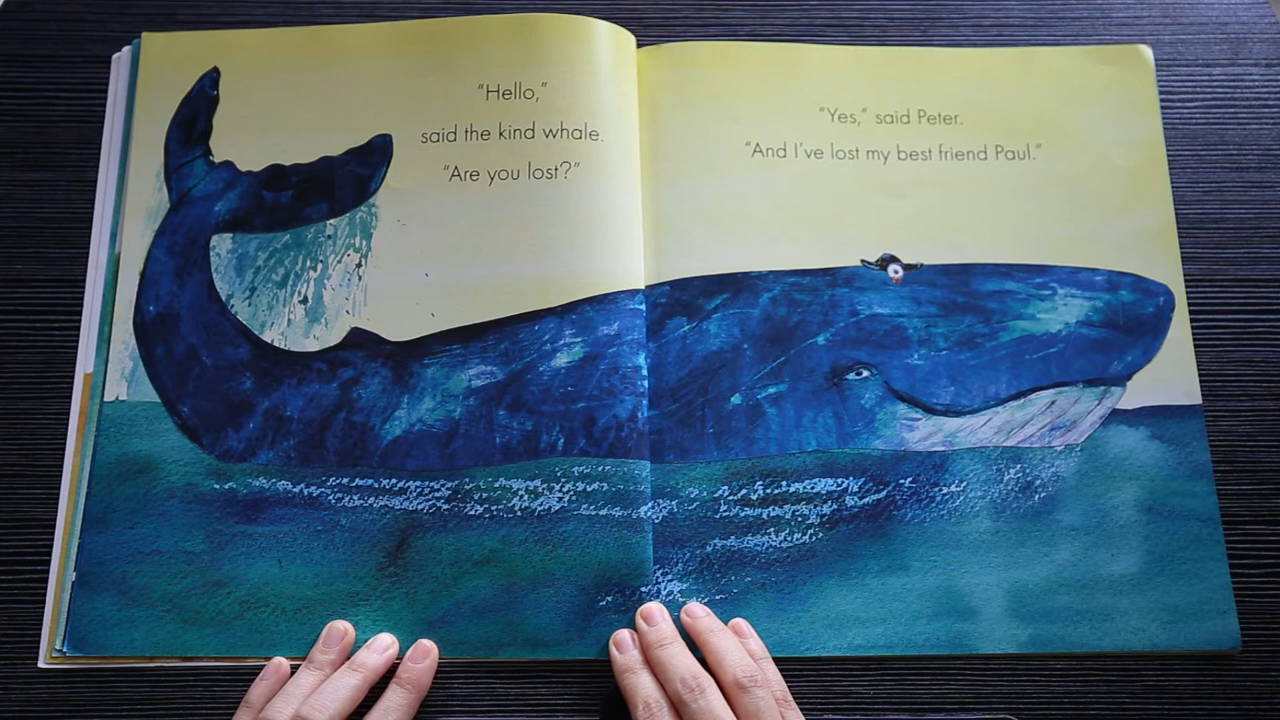 “Hello,”
said the kind whale.
“Are you lost?”
“Yes,” said Peter.
“And I’ve lost my best friend Paul.”